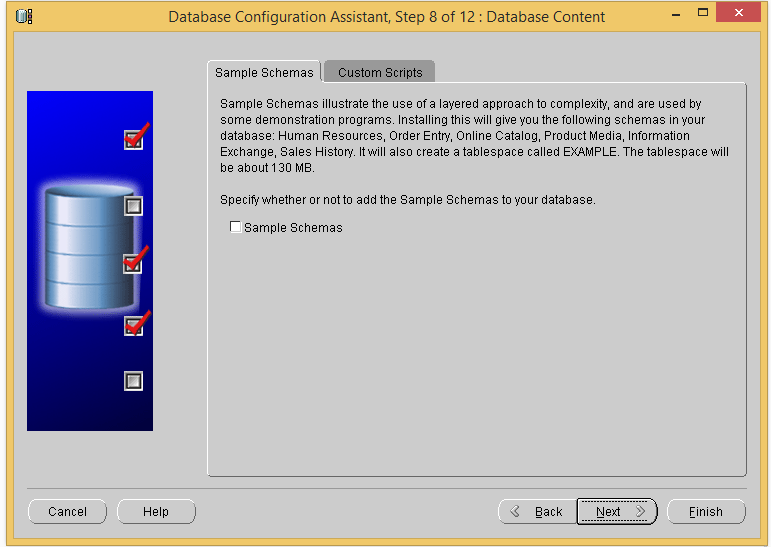 Database Configuration Assistant, Step 8 of 12 : Database Content
Sample Schemas
Custom Scripts
Sample Schemas illustrate the use of a layered approach to complexity, and are used by
some demonstration programs. Installing this will give you the following schemas in your
database: Human Resources, Order Entry, Online Catalog, Product Media, Information
Exchange, Sales History. It will also create a tablespace called EXAMPLE. The tablespace will
be about 130 MB.
Specify whether or not to add the Sample Schemas to your database.
Sample Schemas
Cancel
Help
Back
Next
Finish